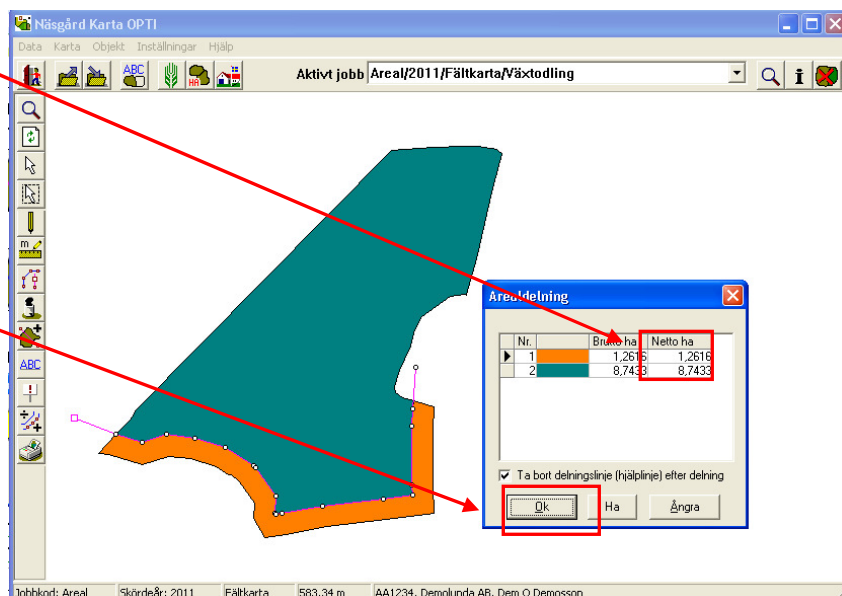 Näsgård Karta OPTI
Data Karta Objekt Inställningar Hjälp
ABC
HA
Aktivt jobb Areal/2011/Fältkarta/Växtodling
i
m
ABC
Arealdelning
Nr. Brutto ha Netto ha
1 1,2616 1,2616
2 8,7433 8,7433
Ta bort delningslinje (hjälplinje) efter delning
Ok Ha Ångra
Jobbkod: Areal Skördeår: 2011 Fältkarta 583,34 m AA1234, Demolunda AB, Dem O Demosson